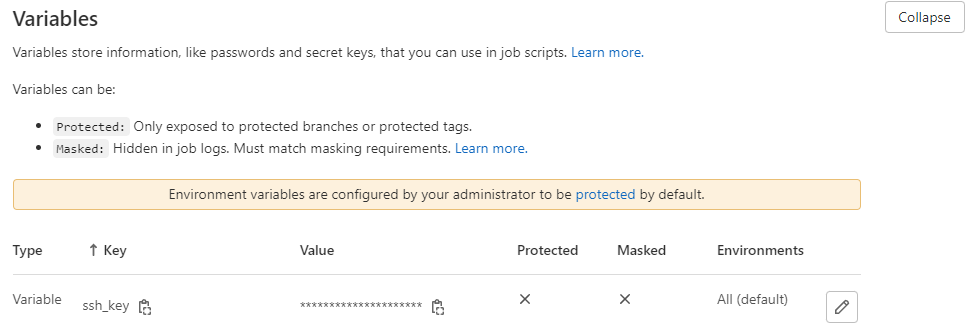 Variables
Collapse
Variables store information, like passwords and secret keys, that you can use in job scripts. Learn more.
Variables can be:
• Protected: Only exposed to protected branches or protected tags.
• Masked: Hidden in job logs. Must match masking requirements. Learn more.
Environment variables are configured by your administrator to be protected by default.
Type ↑ Key Value Protected Masked Environments
Variable ssh_key ********************* ✕ ✕ All (default)